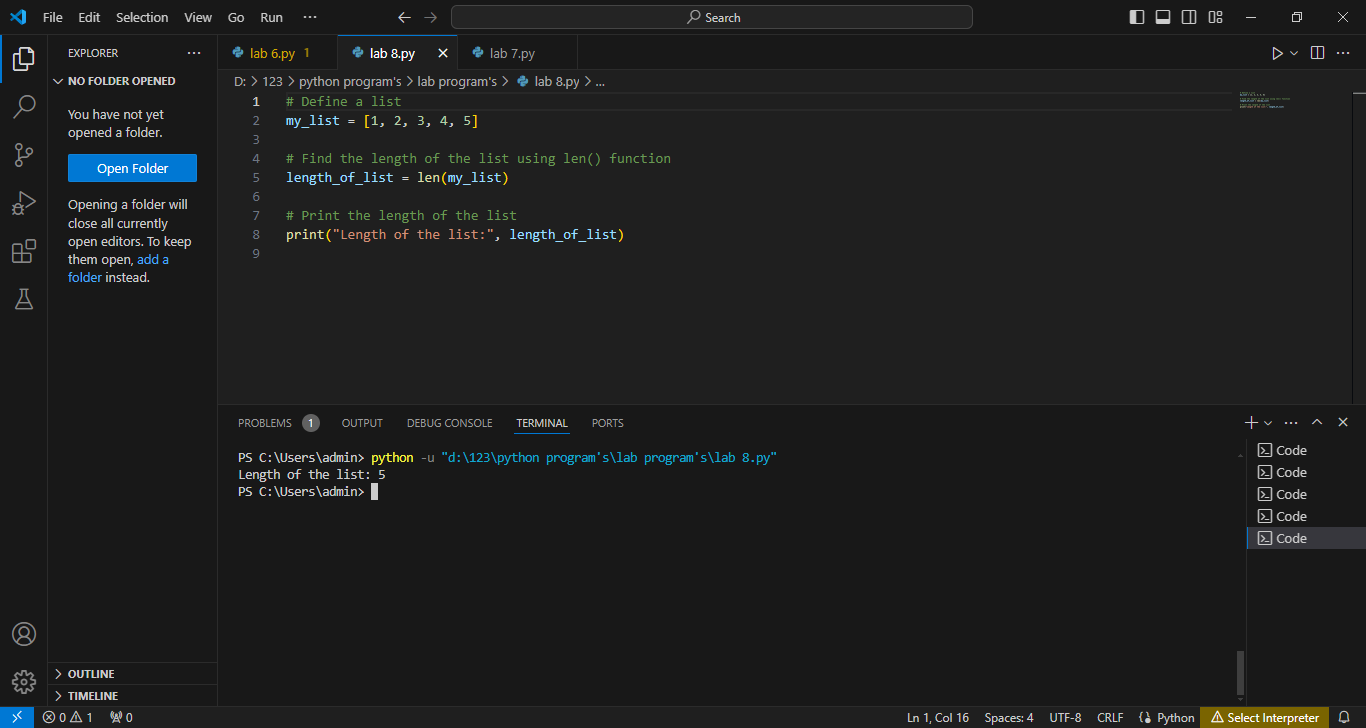 File Edit Selection View Go Run ···
Search
EXPLORER ···
NO FOLDER OPENED
You have not yet
opened a folder.
Open Folder
Opening a folder will
close all currently
open editors. To keep
them open, add a
folder instead.
OUTLINE
TIMELINE
lab 6.py 1
lab 8.py
lab 7.py
D: > 123 > python program's > lab program's > lab 8.py > ...
1 # Define a list
2 my_list = [1, 2, 3, 4, 5]
3
4 # Find the length of the list using len() function
5 length_of_list = len(my_list)
6
7 # Print the length of the list
8 print("Length of the list:", length_of_list)
9
PROBLEMS 1 OUTPUT DEBUG CONSOLE TERMINAL PORTS
PS C:\Users\admin> python -u "d:\123\python program's\lab program's\lab 8.py"
Length of the list: 5
PS C:\Users\admin>
Code
Code
Code
Code
Code
0 1 0
Ln 1, Col 16 Spaces: 4 UTF-8 CRLF Python Select Interpreter